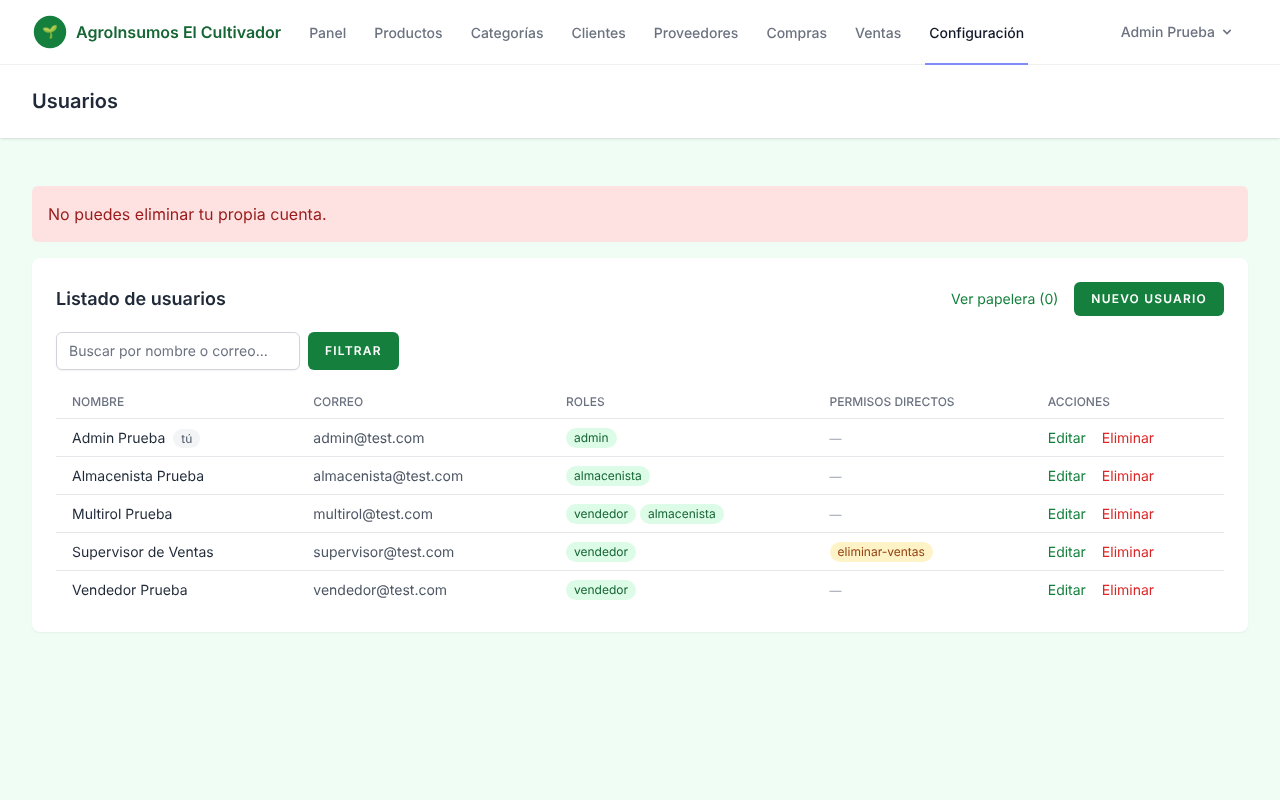 AgroInsumos El Cultivador Panel Productos Categorías Clientes Proveedores Compras Ventas Configuración Admin Prueba
Usuarios
No puedes eliminar tu propia cuenta.
Listado de usuarios Ver papelera (0) NUEVO USUARIO
Buscar por nombre o correo... FILTRAR
NOMBRE CORREO ROLES PERMISOS DIRECTOS ACCIONES
Admin Prueba tú admin@test.com admin — Editar Eliminar
Almacenista Prueba almacenista@test.com almacenista — Editar Eliminar
Multirol Prueba multirol@test.com vendedor almacenista — Editar Eliminar
Supervisor de Ventas supervisor@test.com vendedor eliminar-ventas Editar Eliminar
Vendedor Prueba vendedor@test.com vendedor — Editar Eliminar